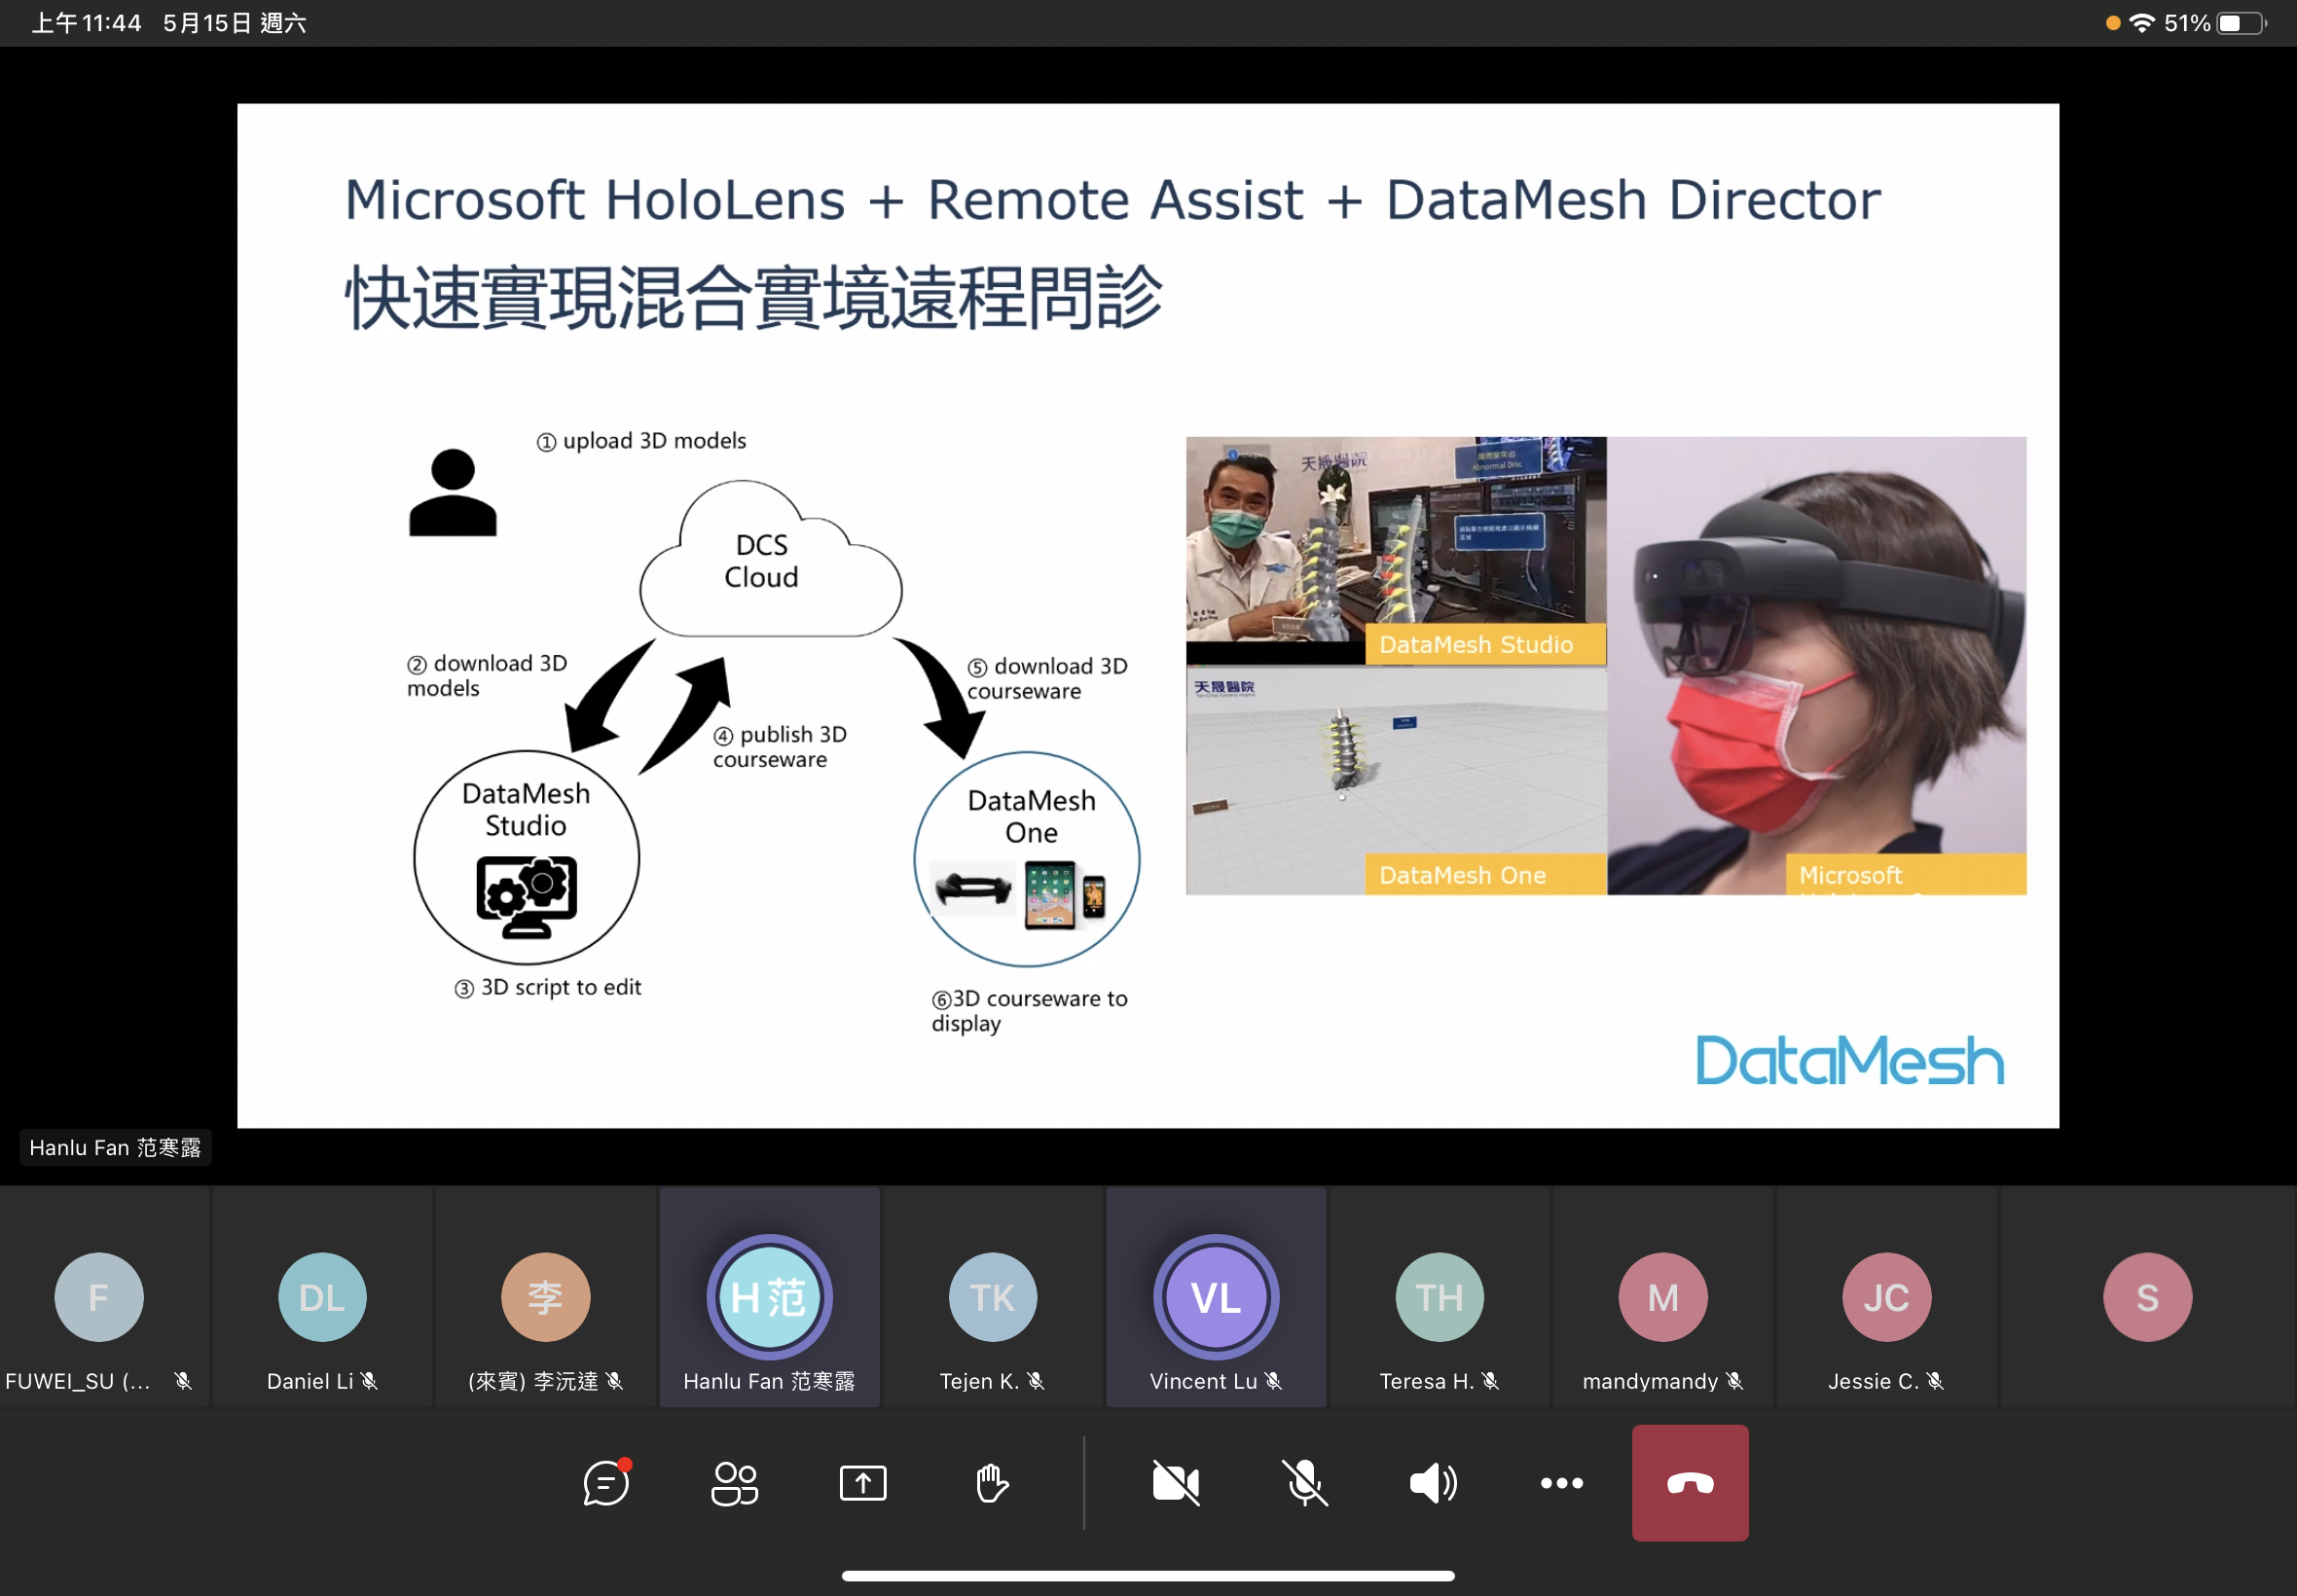 上午11:44 5月15日 週六
51%
Microsoft HoloLens + Remote Assist + DataMesh Director
快速實現混合實境遠程問診
① upload 3D models
DCS
Cloud
② download 3D
models
④ publish 3D
courseware
⑤ download 3D
courseware
DataMesh
Studio
DataMesh
One
③ 3D script to edit
⑥3D courseware to
display
天晟醫院
Abnormal Disc
DataMesh Studio
天晟醫院
DataMesh One
Microsoft
DataMesh
Hanlu Fan 范寒露
F
DL
李
H 范
TK
VL
TH
M
JC
S
FUWEI_SU (...
Daniel Li
(來賓) 李沅達
Hanlu Fan 范寒露
Tejen K.
Vincent Lu
Teresa H.
mandymandy
Jessie C.